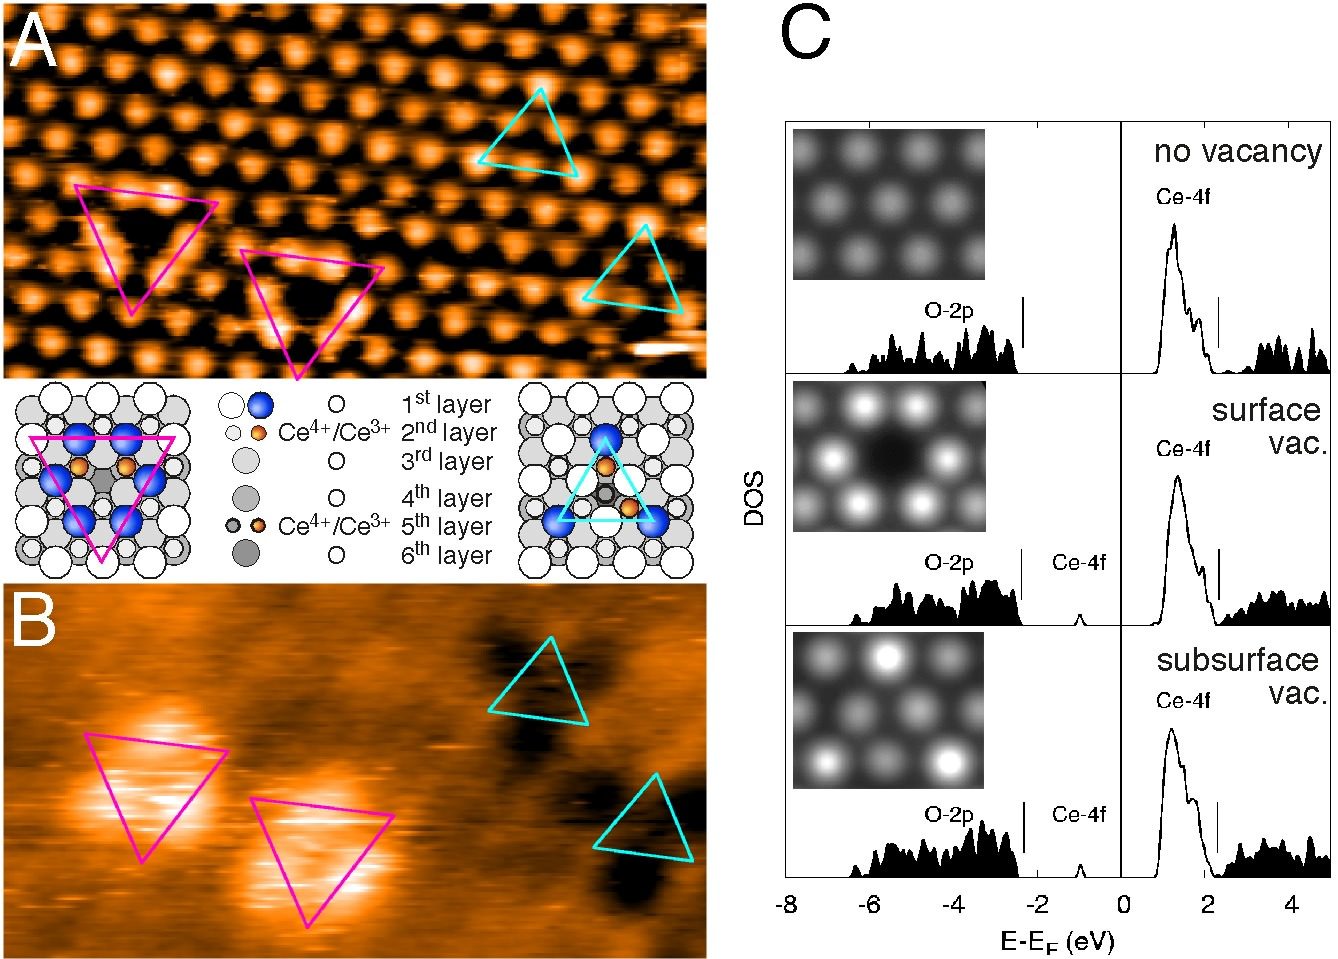 A
O 1st layer
Ce4+/Ce3+ 2nd layer
O 3rd layer
O 4th layer
Ce4+/Ce3+ 5th layer
O 6th layer
B
C
no vacancy
Ce-4f
O-2p
surface
vac.
Ce-4f
O-2p
Ce-4f
DOS
subsurface
vac.
Ce-4f
O-2p
Ce-4f
-8 -6 -4 -2 0 2 4
E-EF (eV)